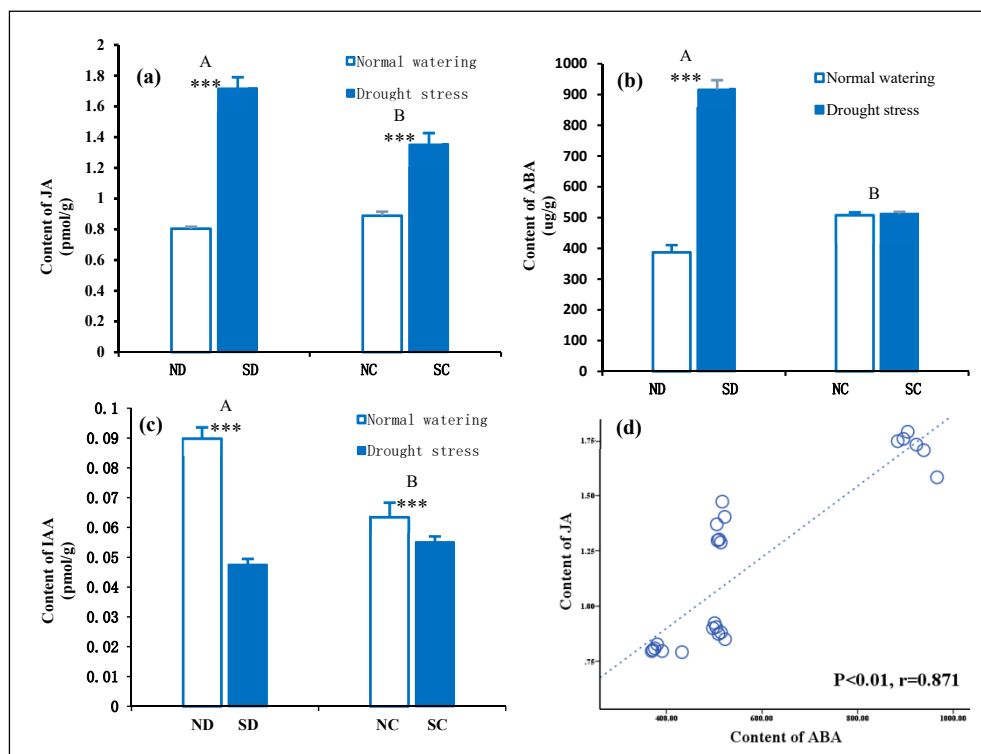 (a)
Content of JA
(pmol/g)
2
1.8
1.6
1.4
1.2
1
0.8
0.6
0.4
0.2
0
A
***
B
***
Normal watering
Drought stress
ND
SD
NC
SC
(b)
Content of ABA
(ug/g)
1000
900
800
700
600
500
400
300
200
100
0
A
***
B
Normal watering
Drought stress
ND
SD
NC
SC
(c)
Content of IAA
(pmol/g)
0.1
0.09
0.08
0.07
0.06
0.05
0.04
0.03
0.02
0.01
0
A
***
B
***
Normal watering
Drought stress
ND
SD
NC
SC
(d)
Content of JA
1.75
1.50
1.25
1.00
.75
P<0.01, r=0.871
400.00
600.00
800.00
1000.00
Content of ABA